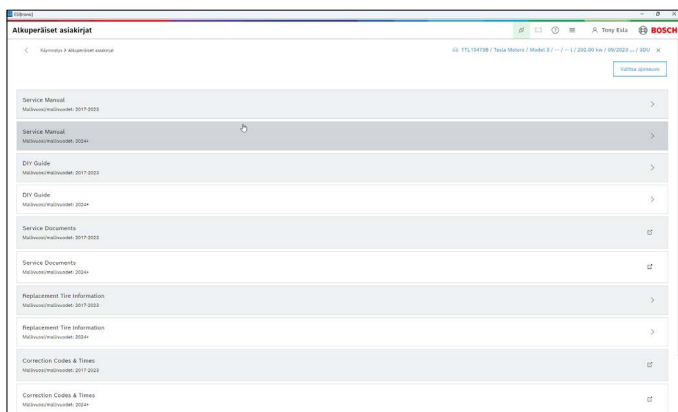 ESI[tronic]
Alkuperäiset asiakirjat
Tony Esla
BOSCH
Käynnistys > Alkuperäiset asiakirjat
TTL154798 / Tesla Motors / Model 3 / -- / -- ( / 202.00 kw / 09/2023 ... / 3DU
Valitse ajoneuvo
Service Manual
Mallivuosi/mallivuodet: 2017-2023
Service Manual
Mallivuosi/mallivuodet: 2024+
DIY Guide
Mallivuosi/mallivuodet: 2017-2023
DIY Guide
Mallivuosi/mallivuodet: 2024+
Service Documents
Mallivuosi/mallivuodet: 2017-2023
Service Documents
Mallivuosi/mallivuodet: 2024+
Replacement Tire Information
Mallivuosi/mallivuodet: 2017-2023
Replacement Tire Information
Mallivuosi/mallivuodet: 2024+
Correction Codes & Times
Mallivuosi/mallivuodet: 2017-2023
Correction Codes & Times
Mallivuosi/mallivuodet: 2024+